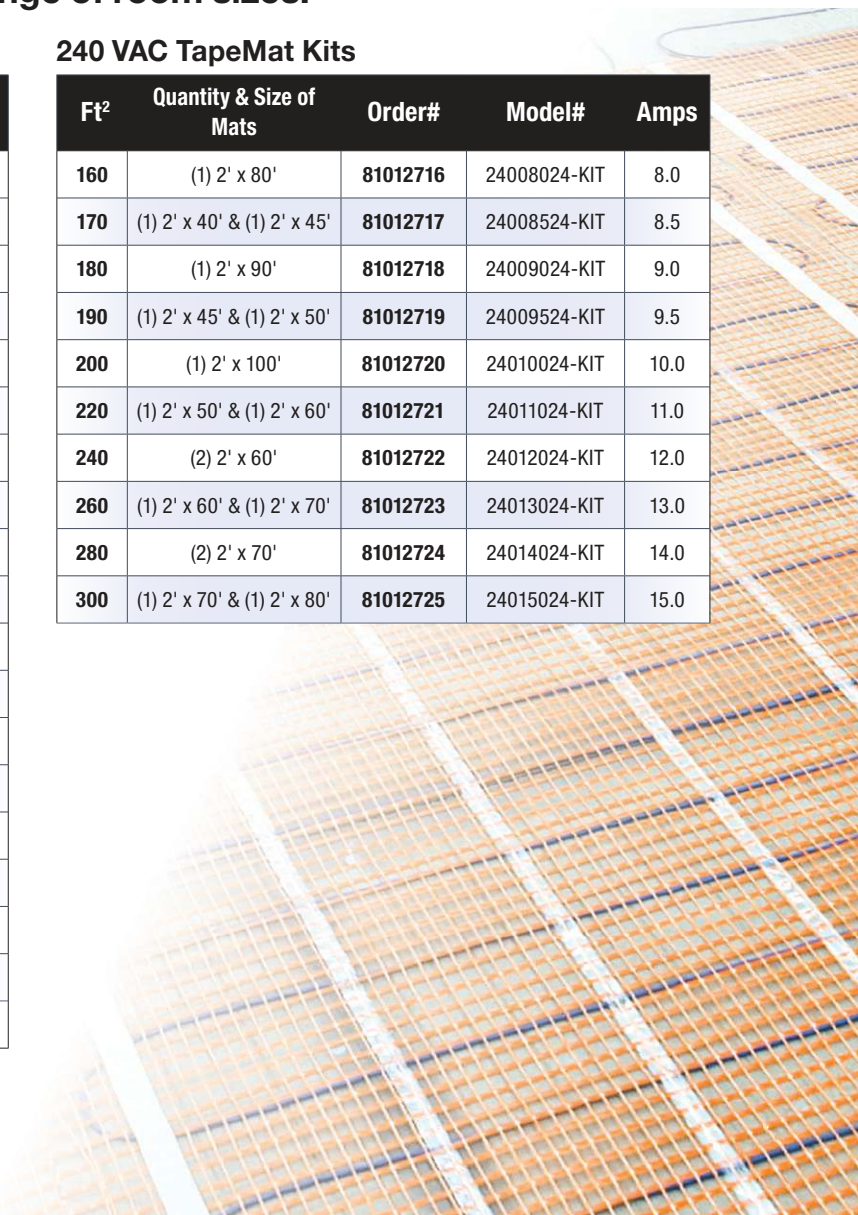 of room sizes.
240 VAC TapeMat Kits
Ft² Quantity & Size of Mats Order# Model# Amps
160 (1) 2' x 80' 81012716 24008024-KIT 8.0
170 (1) 2' x 40' & (1) 2' x 45' 81012717 24008524-KIT 8.5
180 (1) 2' x 90' 81012718 24009024-KIT 9.0
190 (1) 2' x 45' & (1) 2' x 50' 81012719 24009524-KIT 9.5
200 (1) 2' x 100' 81012720 24010024-KIT 10.0
220 (1) 2' x 50' & (1) 2' x 60' 81012721 24011024-KIT 11.0
240 (2) 2' x 60' 81012722 24012024-KIT 12.0
260 (1) 2' x 60' & (1) 2' x 70' 81012723 24013024-KIT 13.0
280 (2) 2' x 70' 81012724 24014024-KIT 14.0
300 (1) 2' x 70' & (1) 2' x 80' 81012725 24015024-KIT 15.0